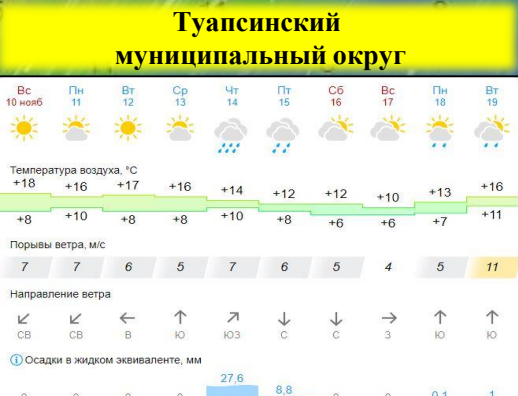 Туапсинский
муниципальный округ
Вс Пн Вт Ср Чт Пт Сб Вс Пн Вт
10 нояб 11 12 13 14 15 16 17 18 19
Температура воздуха, °C
+18 +16 +17 +16 +14 +12 +12 +10 +13 +16
+8 +10 +8 +8 +10 +8 +6 +6 +7 +11
Порывы ветра, м/с
7 7 6 5 7 6 5 4 5 11
Направление ветра
СВ СВ В Ю ЮЗ С С З Ю Ю
Осадки в жидком эквиваленте, мм
27,6 8,8
0,1 1